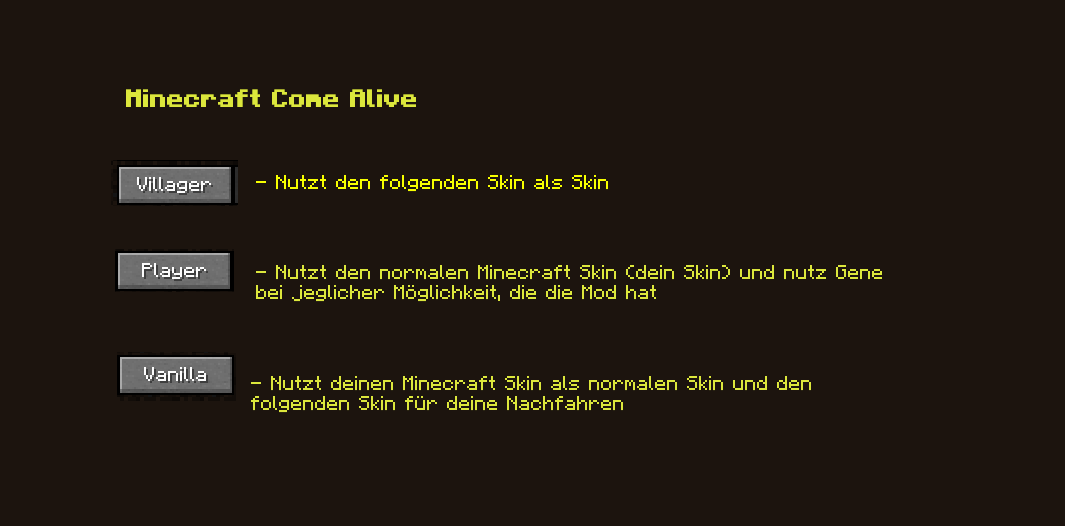 Minecraft Come Alive
Villager
- Nutzt den folgenden Skin als Skin
Player
- Nutzt den normalen Minecraft Skin (dein Skin) und nutz Gene
bei jeglicher Möglichkeit, die die Mod hat
Vanilla
- Nutzt deinen Minecraft Skin als normalen Skin und den
folgenden Skin für deine Nachfahren